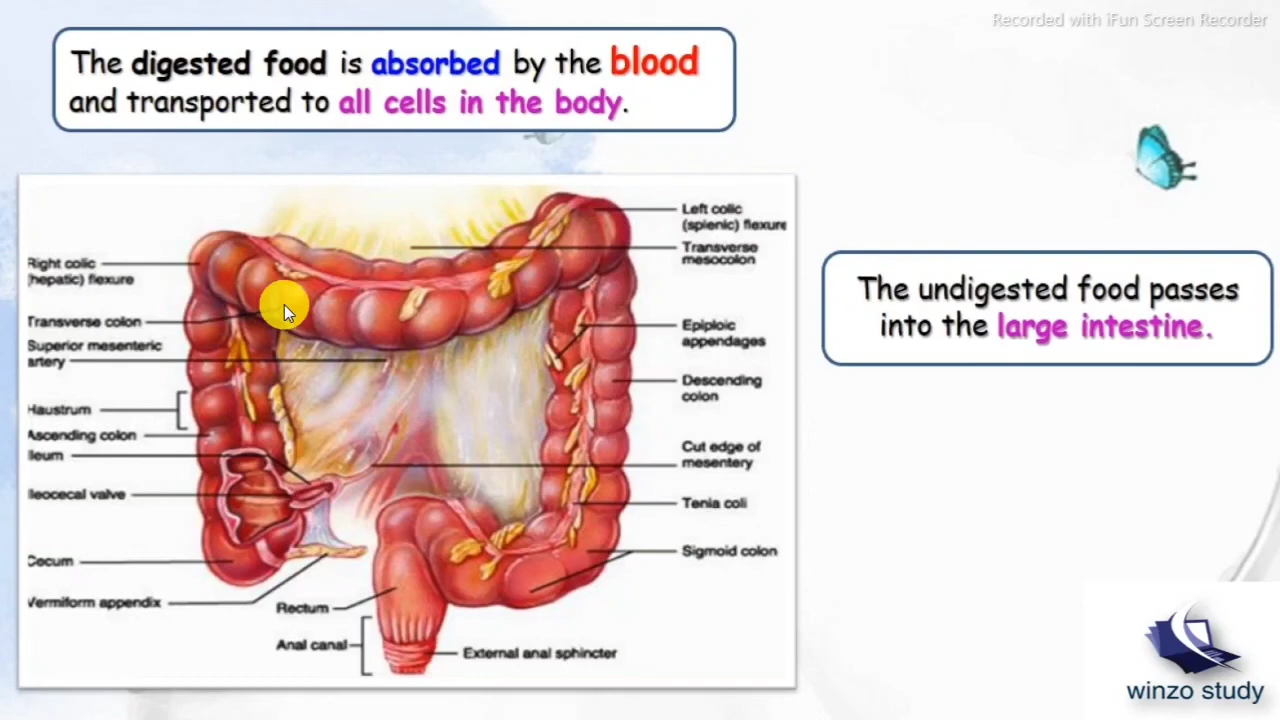 Recorded with iFun Screen Recorder
The digested food is absorbed by the blood
and transported to all cells in the body.
Left colic
(splenic) flexure
Transverse
mesocolon
Right colic
(hepatic) flexure
Transverse colon
Superior mesenteric
artery
Haustrum
Ascending colon
Ileum
Ileocecal valve
Cecum
Vermiform appendix
Rectum
Anal canal
External anal sphincter
Epiploic
appendages
Descending
colon
Cut edge of
mesentery
Tenia coli
Sigmoid colon
The undigested food passes
into the large intestine.
winzo study